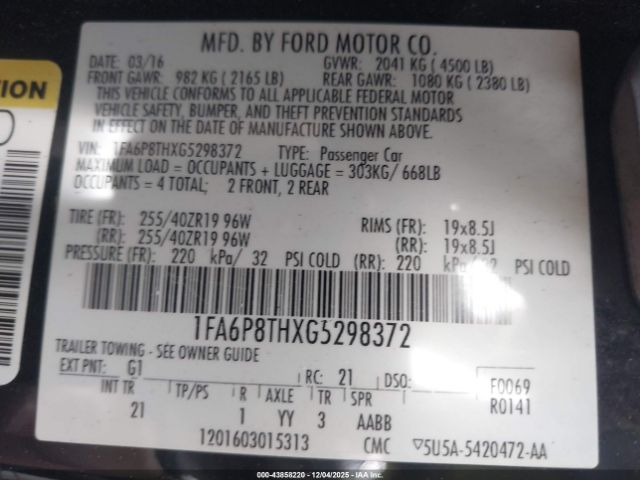 MFD. BY FORD MOTOR CO.
DATE: 03/16 GVWR: 2041 KG ( 4500 LB)
FRONT GAWR: 982 KG ( 2165 LB) REAR GAWR: 1080 KG ( 2380 LB)
THIS VEHICLE CONFORMS TO ALL APPLICABLE FEDERAL MOTOR
VEHICLE SAFETY, BUMPER, AND THEFT PREVENTION STANDARDS
IN EFFECT ON THE DATE OF MANUFACTURE SHOWN ABOVE.
VIN: 1FA6P8THXG5298372 TYPE: Passenger Car
MAXIMUM LOAD = OCCUPANTS + LUGGAGE = 303KG/ 668LB
OCCUPANTS = 4 TOTAL; 2 FRONT, 2 REAR
TIRE (FR): 255/40ZR19 96W RIMS (FR): 19x8.5J
(RR): 255/40ZR19 96W (RR): 19x8.5J
PRESSURE (FR): 220 kPa/ 32 PSI COLD (RR): 220 kPa/ 32 PSI COLD
1FA6P8THXG5298372
TRAILER TOWING - SEE OWNER GUIDE
EXT PNT: G1 RC: 21 DSO: F0069
INT TR TP/PS R AXLE TR SPR R0141
21 1 YY 3 AABB
1201603015313 CMC ▽5U5A-5420472-AA
© IAA - 000-43858220 - 12/04/2025 - IAAI.COM